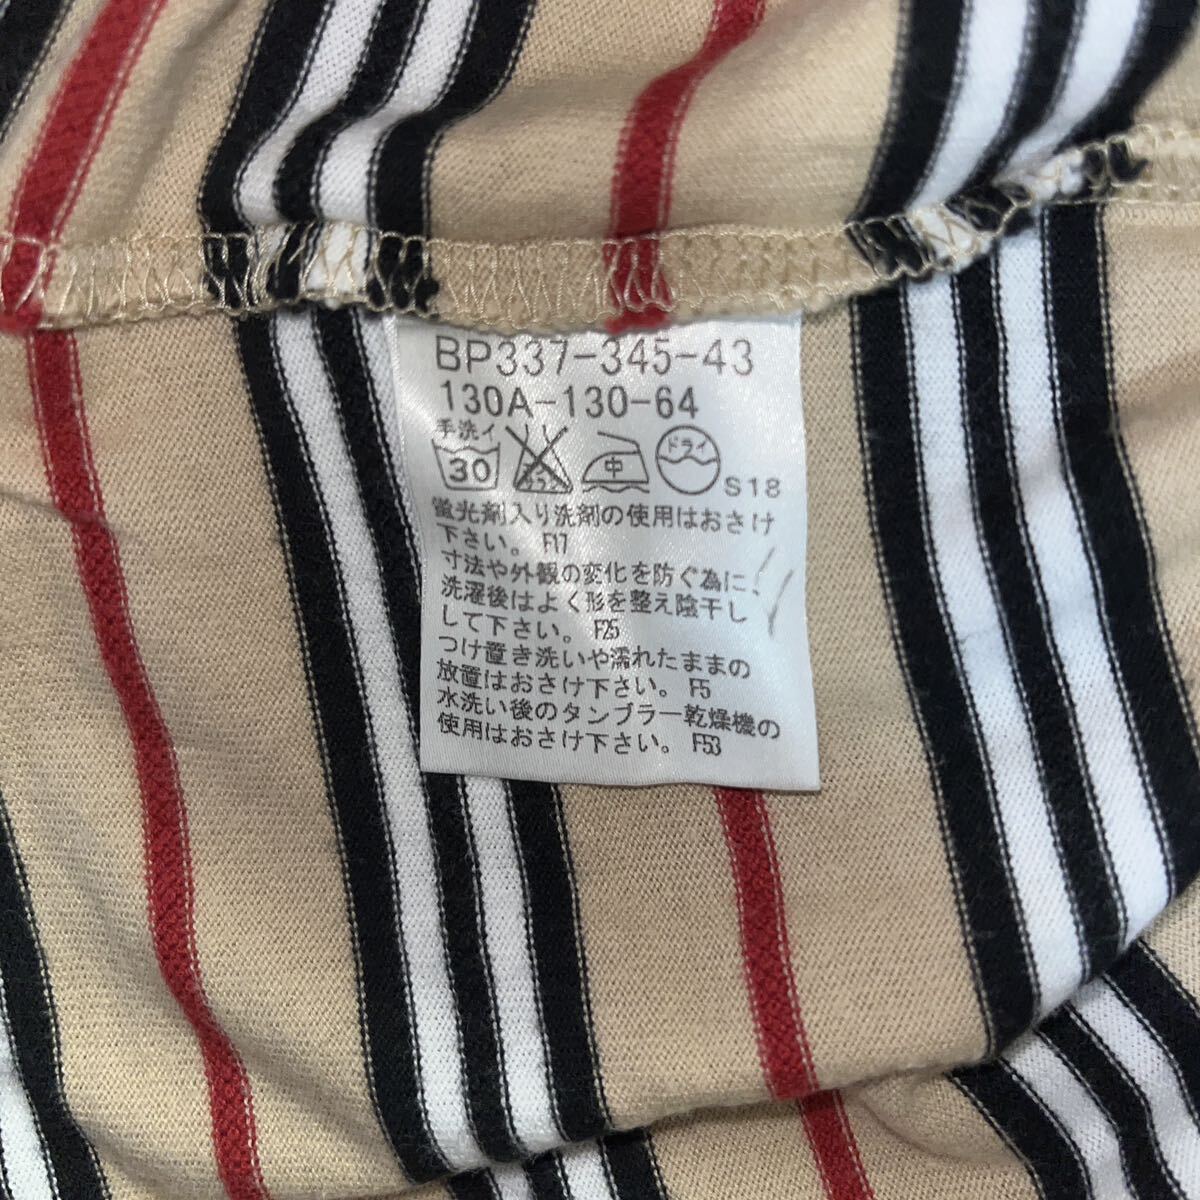 BP337-345-43
130A-130-64
手洗イ
30 中 ドライ S18
蛍光剤入り洗剤の使用はおさけ
下さい。 F17
寸法や外観の変化を防ぐ為に、
洗濯後はよく形を整え陰干し
して下さい。 F25
つけ置き洗いや濡れたままの
放置はおさけ下さい。 F5
水洗い後のタンブラー乾燥機の
使用はおさけ下さい。 F53